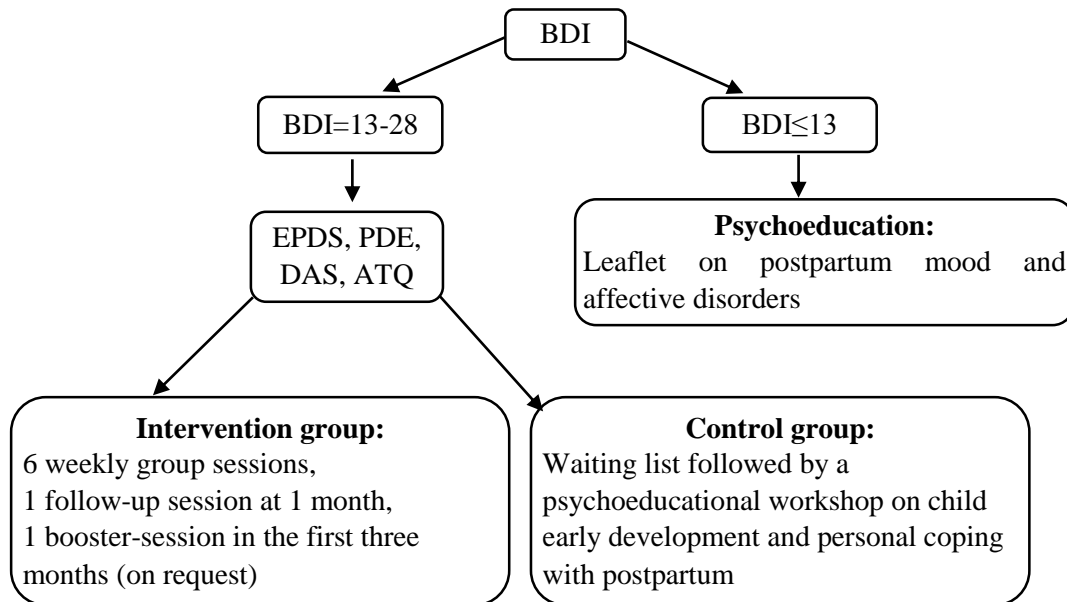 BDI
BDI=13-28
BDI≤13
EPDS, PDE,
DAS, ATQ
Psychoeducation:
Leaflet on postpartum mood and
affective disorders
Intervention group:
6 weekly group sessions,
1 follow-up session at 1 month,
1 booster-session in the first three
months (on request)
Control group:
Waiting list followed by a
psychoeducational workshop on child
early development and personal coping
with postpartum